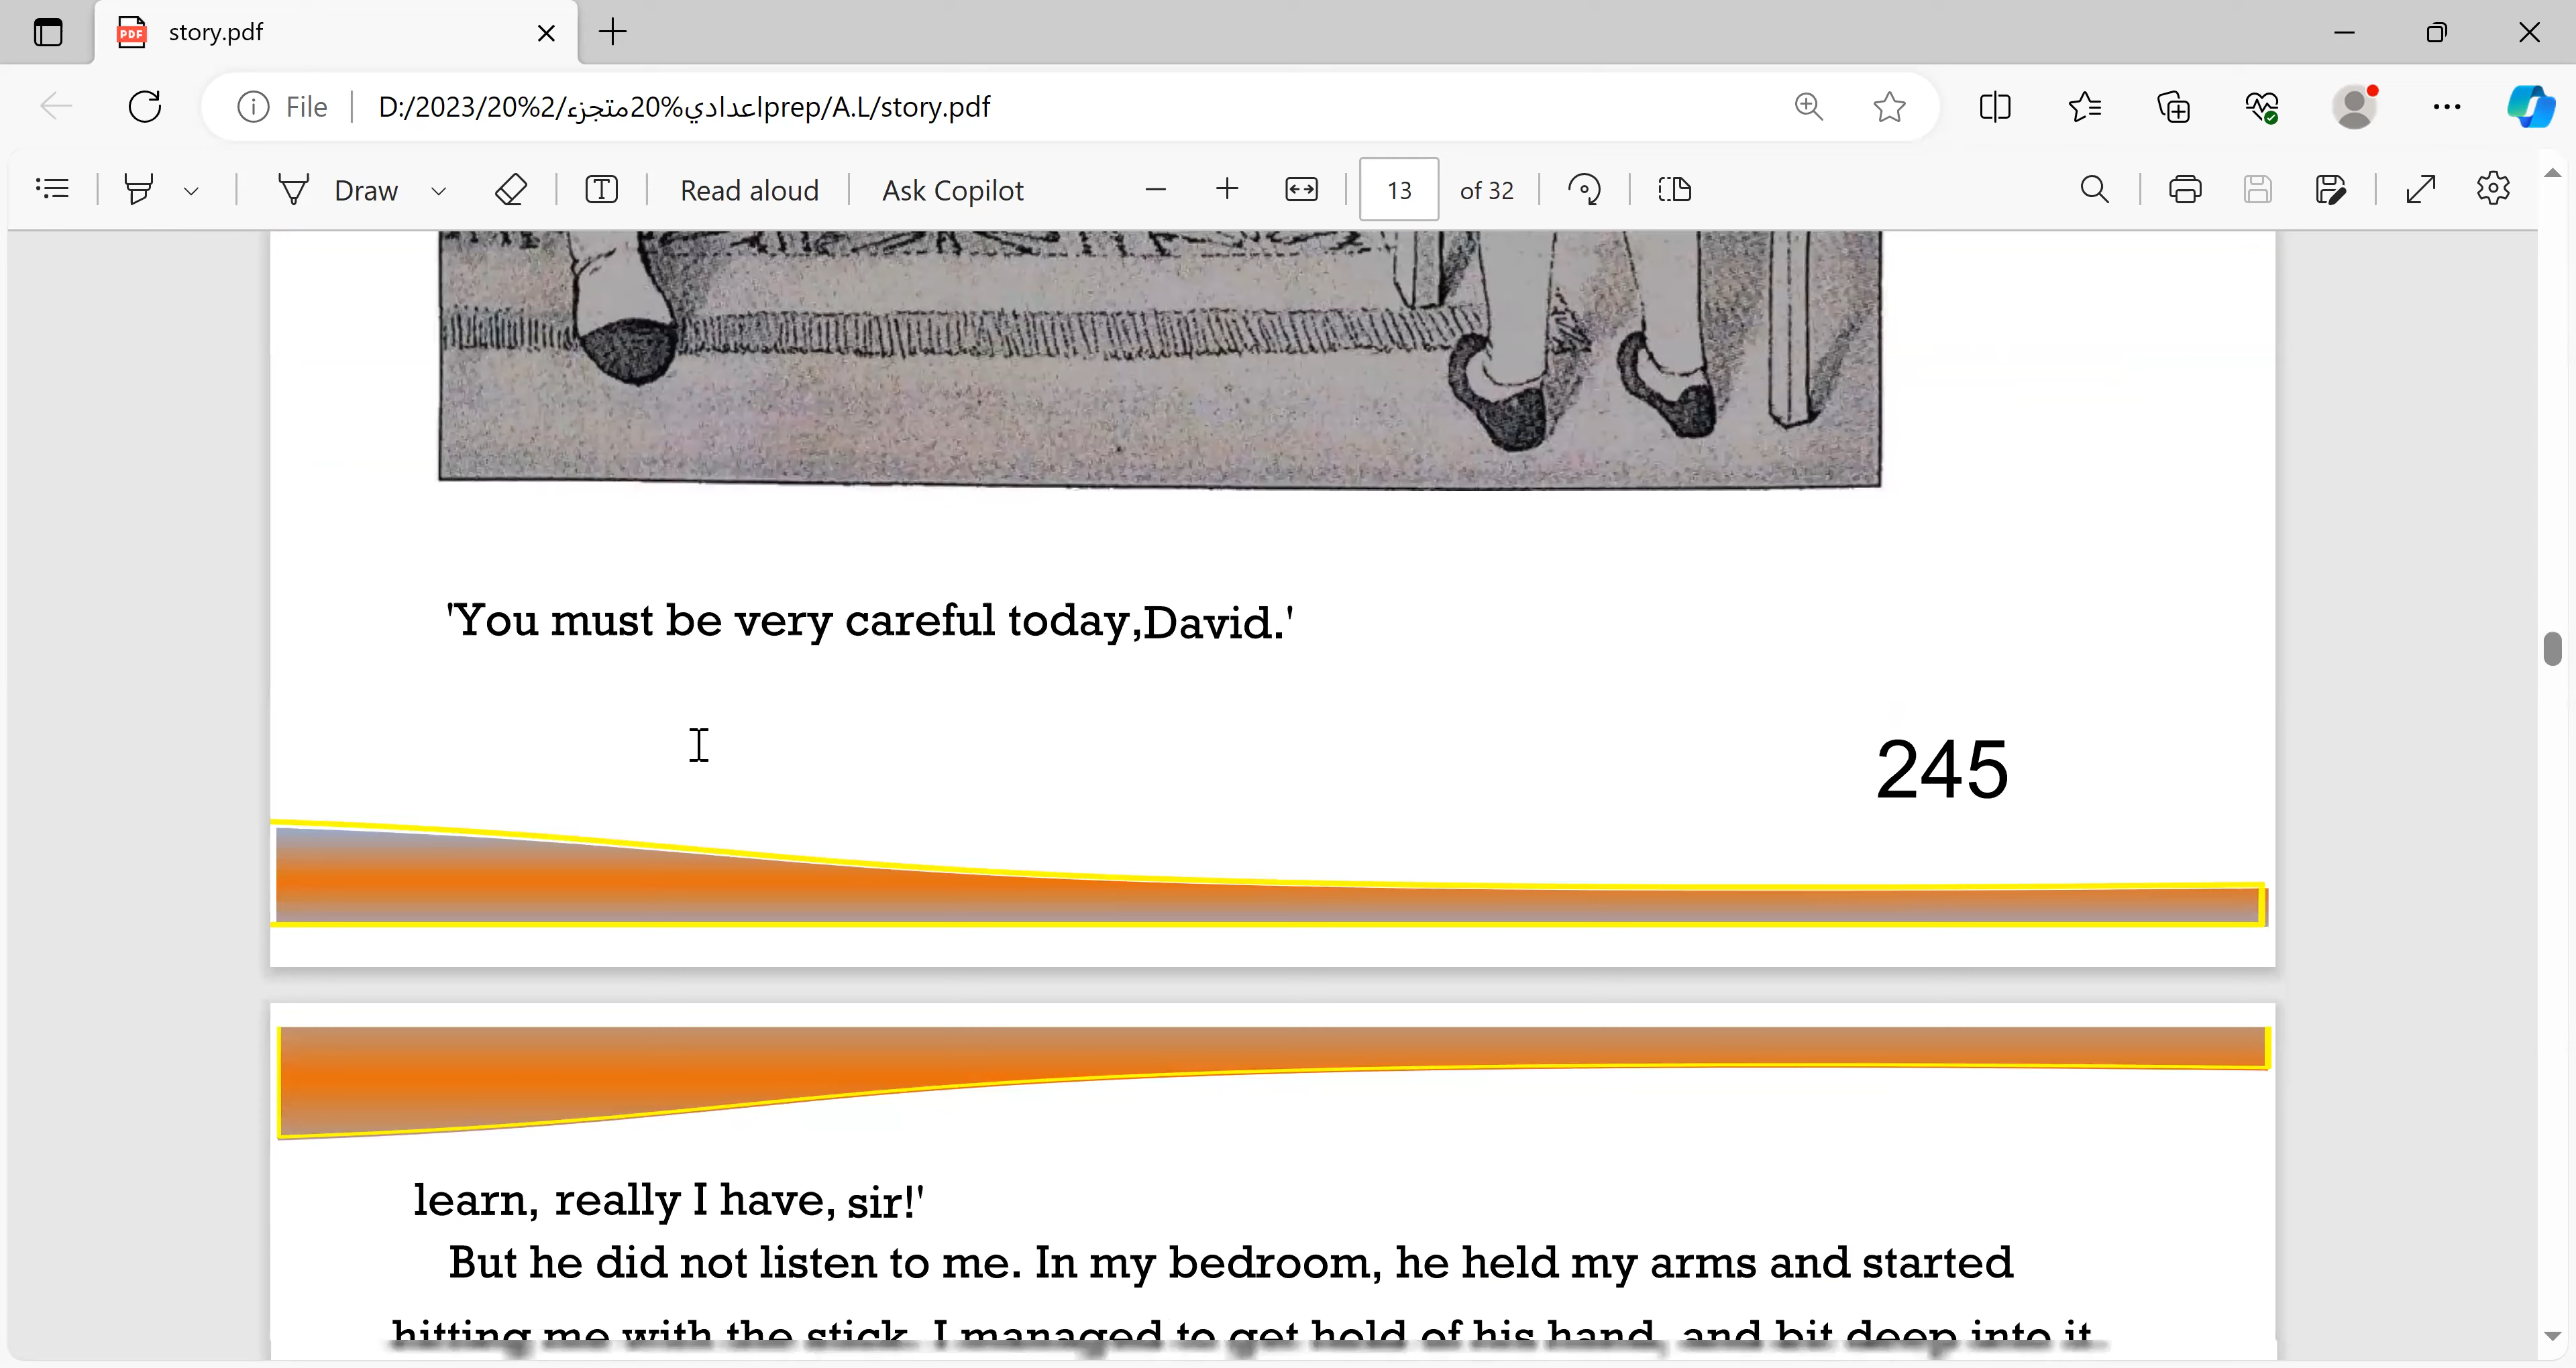 story.pdf
File
D:/2023/20%2/متجزء%20اعدادي/prep/A.L/story.pdf
Draw
Read aloud
Ask Copilot
13
of 32
'You must be very careful today,David.'
245
learn, really I have, sir!'
But he did not listen to me. In my bedroom, he held my arms and started
hitting me with the stick. I managed to get hold of his hand, and bit deep into it.